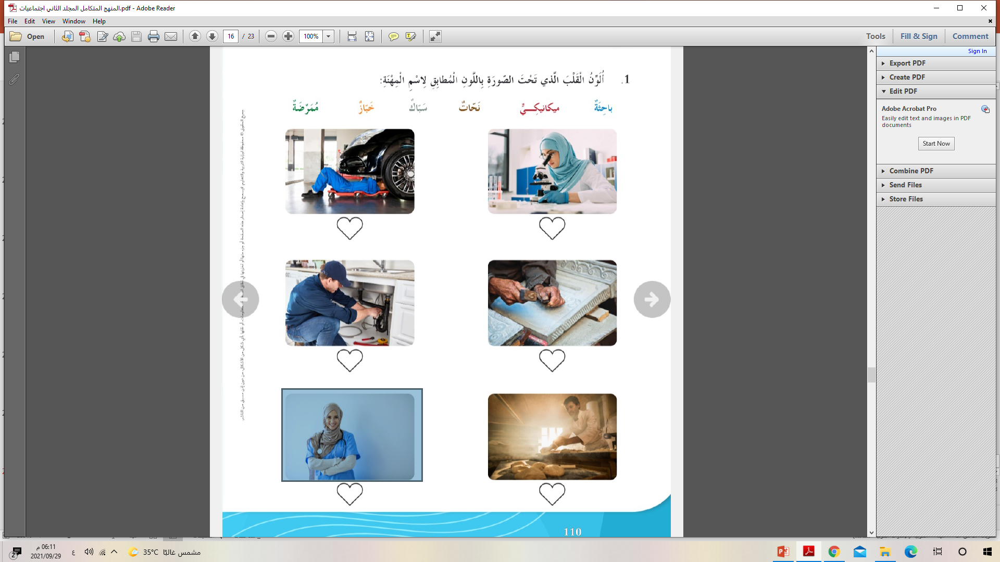 المنهج المتكامل المجلد الثاني اجتماعيات.pdf - Adobe Reader
File Edit View Window Help
Open 16 / 23 100% Tools Fill & Sign Comment
Sign In
Export PDF
Create PDF
Edit PDF
Adobe Acrobat Pro
Easily edit text and images in PDF
documents
Start Now
Combine PDF
Send Files
Store Files
1. أُلَوِّنُ الْقَلْبَ الَّذي تَحْتَ الصّورَةِ بِاللَّونِ الْمُطابِقِ لِاسْمِ الْمِهْنَةِ:
باحِثَةٌ ميكانيكِـيٌّ نَحّاتٌ سَبّاكٌ خَبّازٌ مُمَرِّضَةٌ
110
06:11 م
2021/09/29
ع
35°C مشمس غالبًا
2